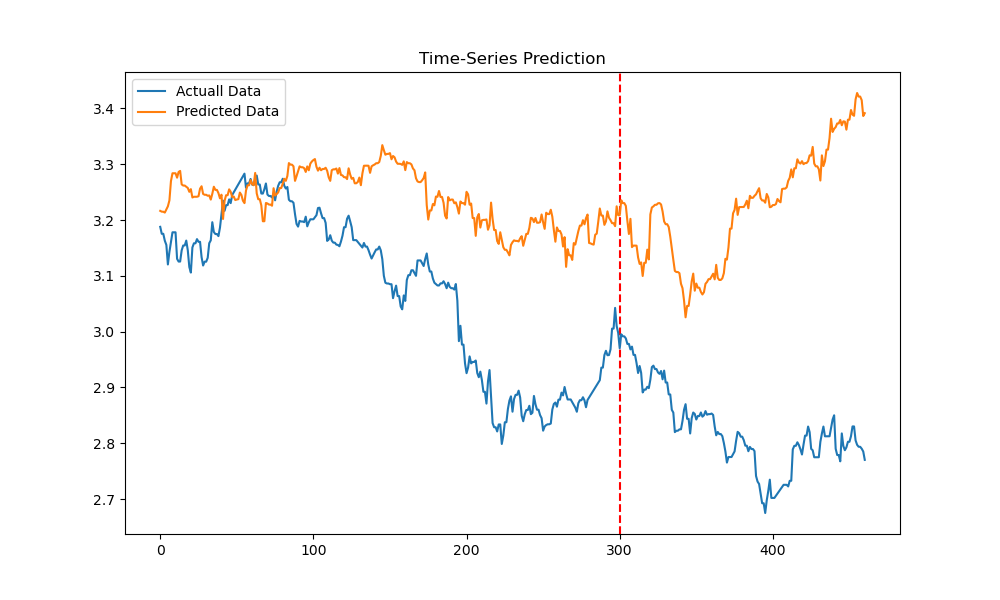 Time-Series Prediction
Actuall Data
Predicted Data
3.4
3.3
3.2
3.1
3.0
2.9
2.8
2.7
0 100 200 300 400